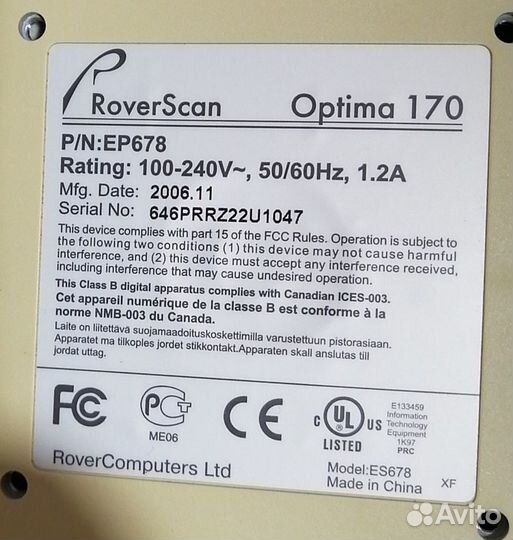 RoverScan Optima 170
P/N:EP678
Rating: 100-240V~, 50/60Hz, 1.2A
Mfg. Date: 2006.11
Serial No: 646PRRZ22U1047
This device complies with part 15 of the FCC Rules. Operation is subject to
the following two conditions (1) this device may not cause harmful
interference, and (2) this device must accept any interference received,
including interference that may cause undesired operation.
This Class B digital apparatus complies with Canadian ICES-003.
Cet appareil numérique de la classe B est conforme à la
norme NMB-003 du Canada.
Laite on liitettävä suojamaadoituskoskettimilla varustettuun pistorasiaan.
Apparatet ma tilkoples jordet stikkontakt.Apparaten skall anslutas till
jordat uttag.
FC
PCT
ME06
CE
C UL US
LISTED
E133459
Information
Technology
Equipment
1K97
PRC
RoverComputers Ltd
Model:ES678
Made in China XF
Avito